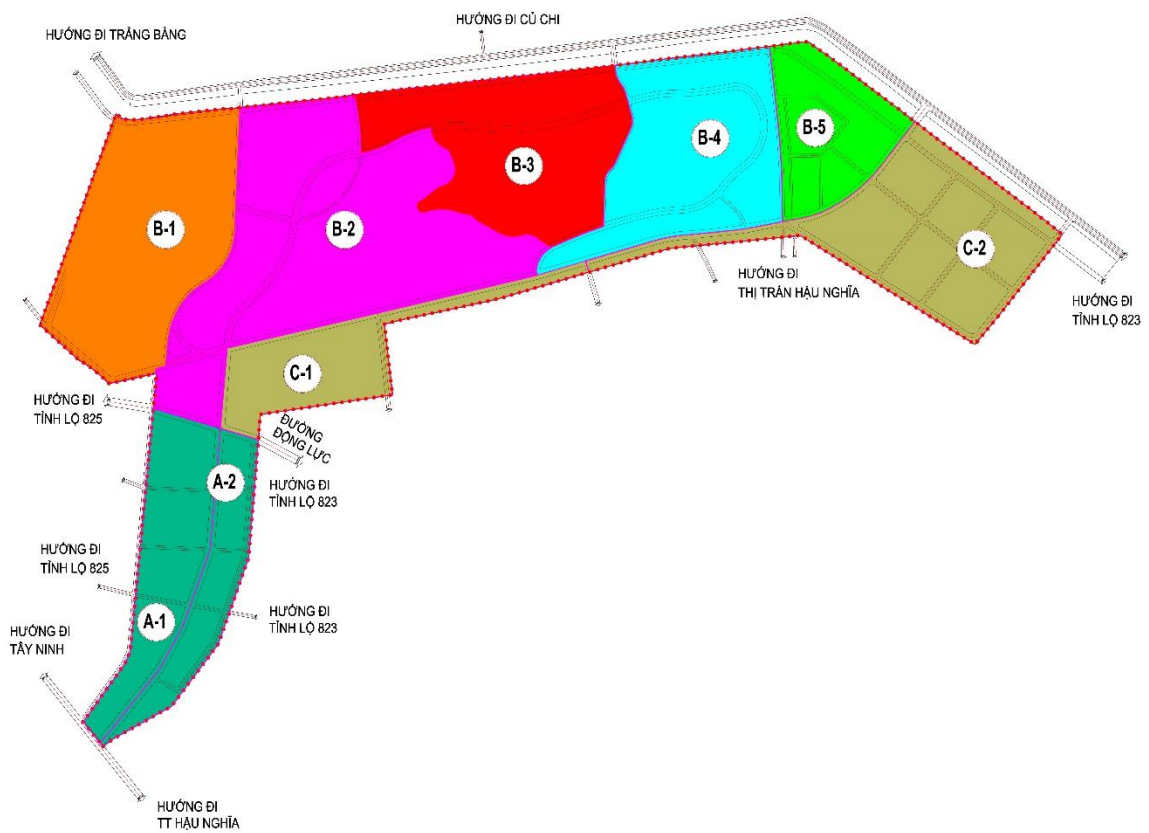 HƯỚNG ĐI CỦ CHI
HƯỚNG ĐI TRẢNG BÀNG
B-5
B-4
B-3
B-1
B-2
C-2
HƯỚNG ĐI
THỊ TRẤN HẬU NGHĨA
HƯỚNG ĐI
TỈNH LỘ 823
C-1
HƯỚNG ĐI
TỈNH LỘ 825
ĐƯỜNG
ĐỘNG LỰC
A-2
HƯỚNG ĐI
TỈNH LỘ 823
HƯỚNG ĐI
TỈNH LỘ 825
HƯỚNG ĐI
TỈNH LỘ 823
A-1
HƯỚNG ĐI
TÂY NINH
HƯỚNG ĐI
TT HẬU NGHĨA